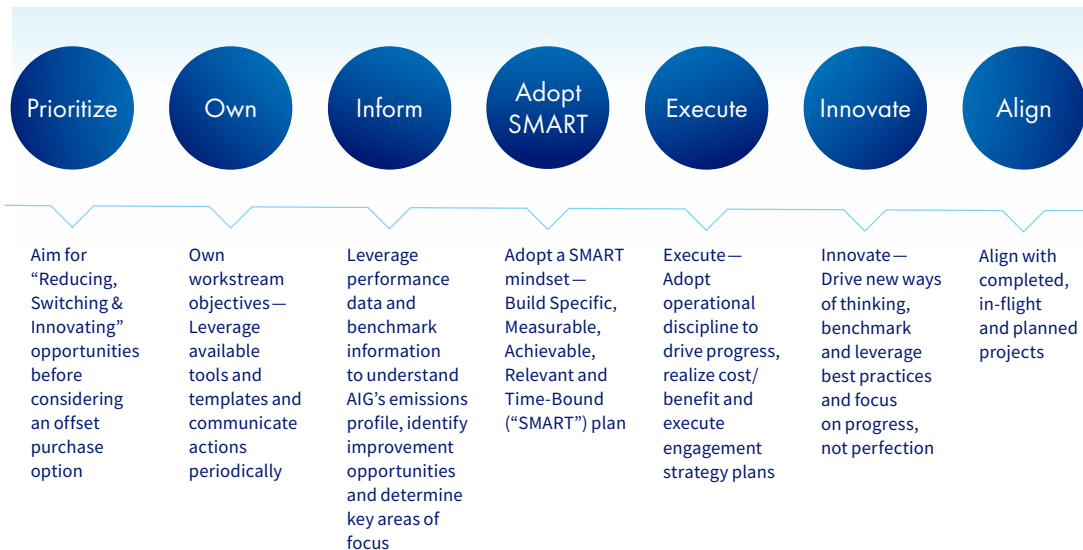 Prioritize
Own
Inform
Adopt
SMART
Execute
Innovate
Align
Aim for
“Reducing,
Switching &
Innovating”
opportunities
before
considering
an offset
purchase
option
Own
workstream
objectives—
Leverage
available
tools and
templates and
communicate
actions
periodically
Leverage
performance
data and
benchmark
information
to understand
AIG’s emissions
profile, identify
improvement
opportunities
and determine
key areas of
focus
Adopt a SMART
mindset—
Build Specific,
Measurable,
Achievable,
Relevant and
Time-Bound
(“SMART”) plan
Execute—
Adopt
operational
discipline to
drive progress,
realize cost/
benefit and
execute
engagement
strategy plans
Innovate—
Drive new ways
of thinking,
benchmark
and leverage
best practices
and focus
on progress,
not perfection
Align with
completed,
in-flight
and planned
projects